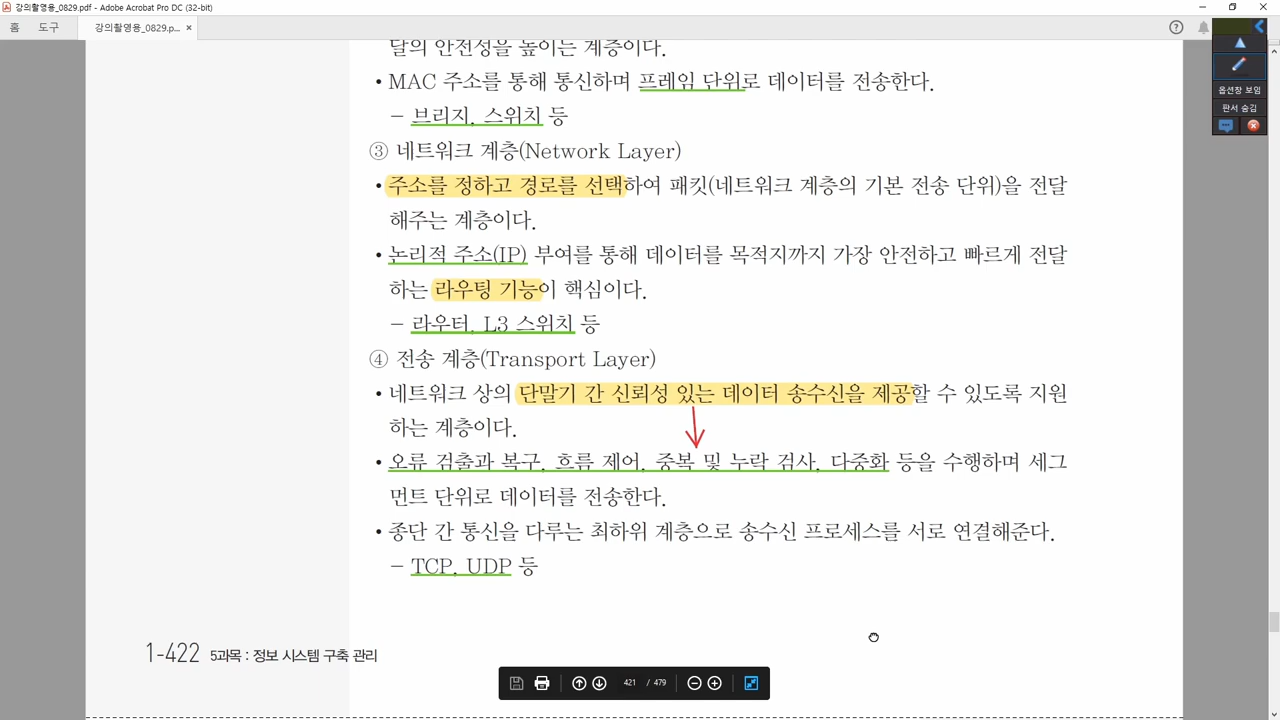 강의촬영용_0829.pdf - Adobe Acrobat Pro DC (32-bit)
홈 도구 강의촬영용_0829.p... ×
옵션창 보임
판서 숨김
달의 안전성을 높이는 계층이다.
• MAC 주소를 통해 통신하며 프레임 단위로 데이터를 전송한다.
– 브리지, 스위치 등
③ 네트워크 계층(Network Layer)
• 주소를 정하고 경로를 선택하여 패킷(네트워크 계층의 기본 전송 단위)을 전달
해주는 계층이다.
• 논리적 주소(IP) 부여를 통해 데이터를 목적지까지 가장 안전하고 빠르게 전달
하는 라우팅 기능이 핵심이다.
– 라우터, L3 스위치 등
④ 전송 계층(Transport Layer)
• 네트워크 상의 단말기 간 신뢰성 있는 데이터 송수신을 제공할 수 있도록 지원
하는 계층이다.
• 오류 검출과 복구, 흐름 제어, 중복 및 누락 검사, 다중화 등을 수행하며 세그
먼트 단위로 데이터를 전송한다.
• 종단 간 통신을 다루는 최하위 계층으로 송수신 프로세스를 서로 연결해준다.
– TCP, UDP 등
1-422 5과목 : 정보 시스템 구축 관리
421 / 479